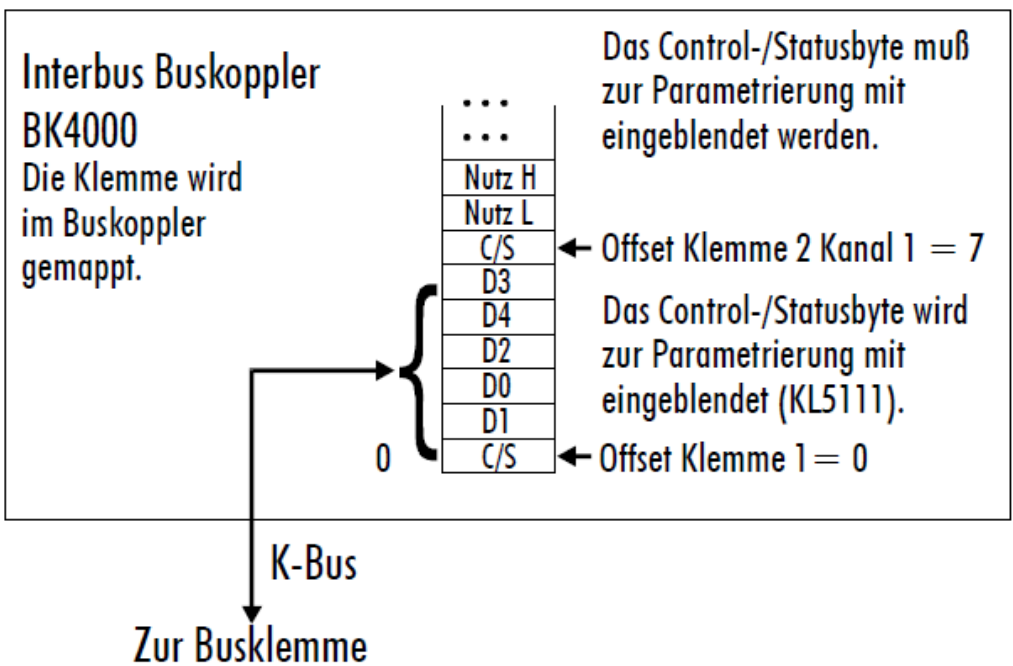 Interbus Buskoppler
BK4000
Die Klemme wird
im Buskoppler
gemappt.
Das Control-/Statusbyte muß
zur Parametrierung mit
eingeblendet werden.
...
...
Nutz H
Nutz L
C/S
Offset Klemme 2 Kanal 1 = 7
D3
D4
D2
D0
D1
0
C/S
Offset Klemme 1= 0
Das Control-/Statusbyte wird
zur Parametrierung mit
eingeblendet (KL5111).
K-Bus
Zur Busklemme